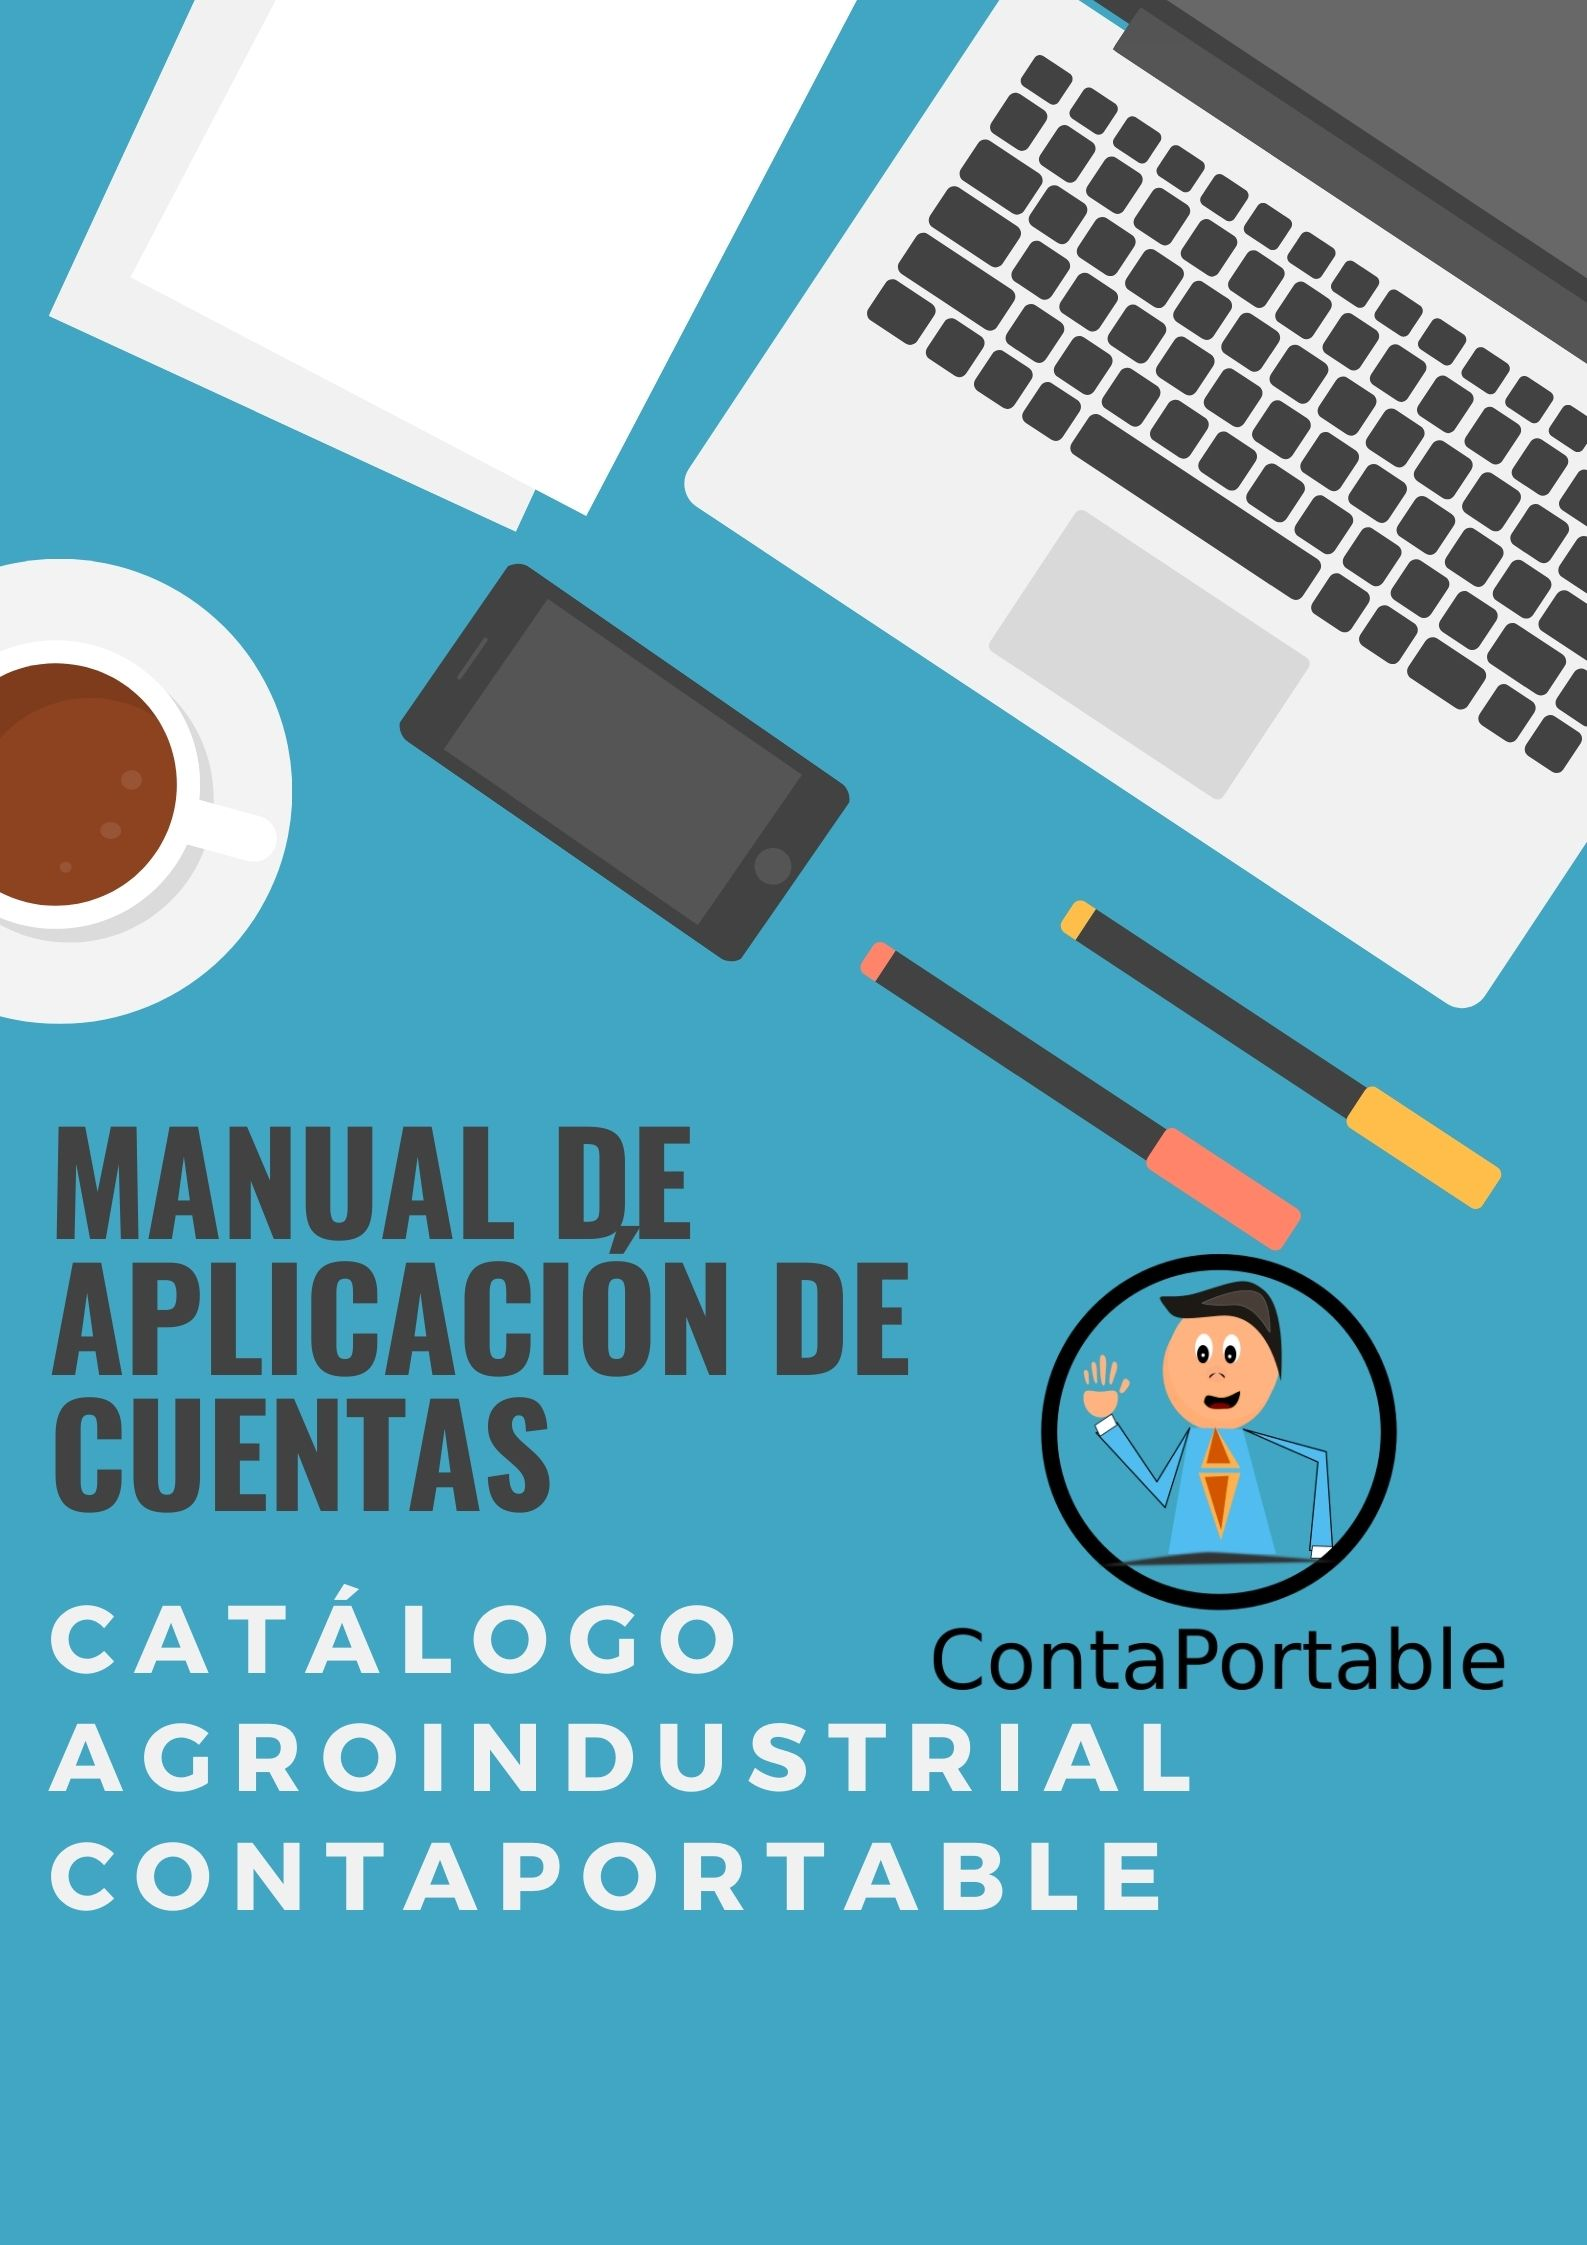 MANUAL DE
APLICACIÓN DE
CUENTAS
ContaPortable
CATÁLOGO
AGROINDUSTRIAL
CONTAPORTABLE